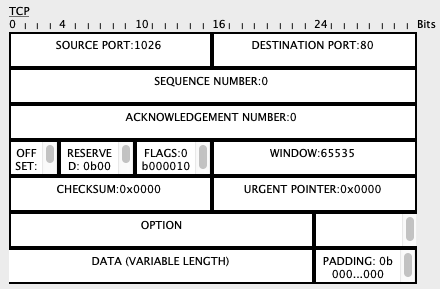 TCP
0 4 10 16 24 Bits
SOURCE PORT:1026 DESTINATION PORT:80
SEQUENCE NUMBER:0
ACKNOWLEDGEMENT NUMBER:0
OFF RESERVE FLAGS:0 WINDOW:65535
SET: D: 0b00 b000010
CHECKSUM:0x0000 URGENT POINTER:0x0000
OPTION
DATA (VARIABLE LENGTH) PADDING: 0b
000...000